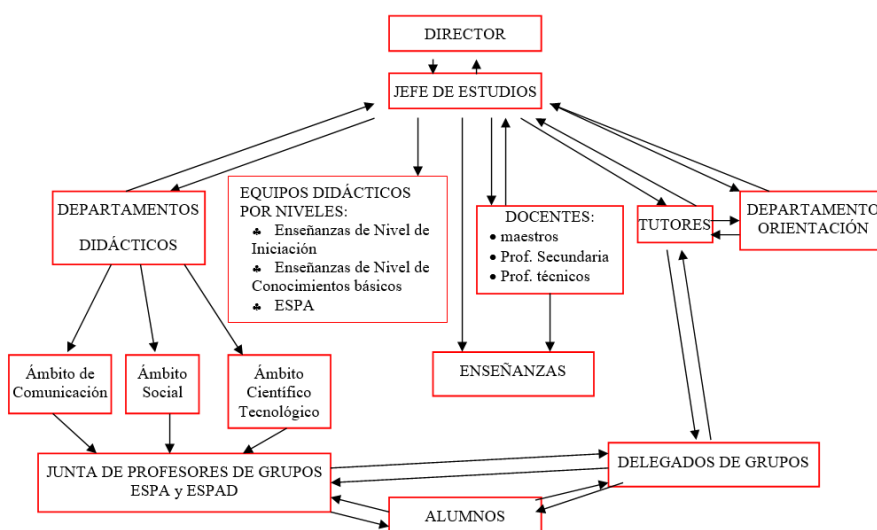 DIRECTOR
JEFE DE ESTUDIOS
DEPARTAMENTOS
DIDÁCTICOS
EQUIPOS DIDÁCTICOS
POR NIVELES:
♣ Enseñanzas de Nivel de
Iniciación
♣ Enseñanzas de Nivel de
Conocimientos básicos
♣ ESPA
DOCENTES:
• maestros
• Prof. Secundaria
• Prof. técnicos
TUTORES
DEPARTAMENTO
ORIENTACIÓN
Ámbito de
Comunicación
Ámbito
Social
Ámbito
Científico
Tecnológico
ENSEÑANZAS
JUNTA DE PROFESORES DE GRUPOS
ESPA y ESPAD
DELEGADOS DE GRUPOS
ALUMNOS